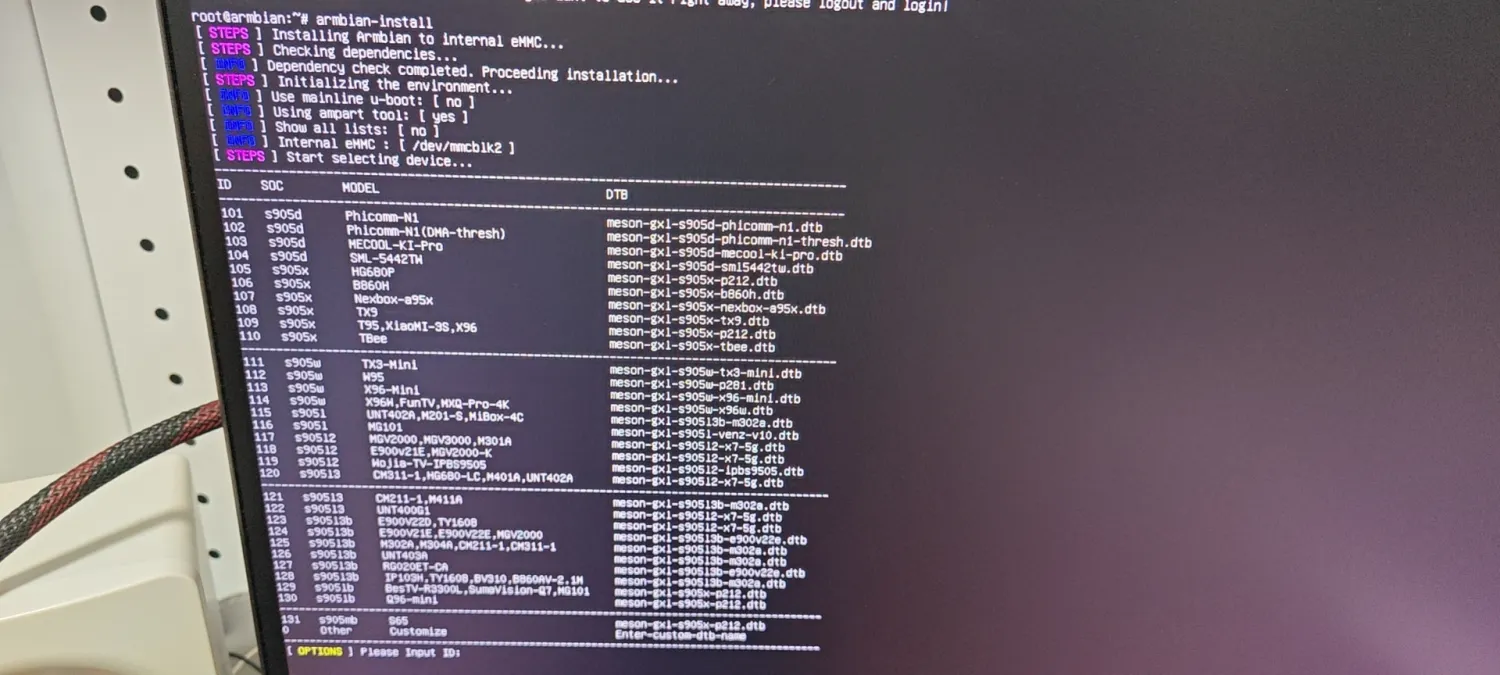 away, please logout and login!
root@armbian:~# armbian-install
[ STEPS ] Installing Armbian to internal eMMC...
[ STEPS ] Checking dependencies...
[ INFO ] Dependency check completed. Proceeding installation...
[ STEPS ] Initializing the environment...
[ INFO ] Use mainline u-boot: [ no ]
[ INFO ] Using ampart tool: [ yes ]
[ INFO ] Show all lists: [ no ]
[ INFO ] Internal eMMC : [ /dev/mmcblk2 ]
[ STEPS ] Start selecting device...
ID SOC MODEL DTB
101 s905d Phicomm-N1 meson-gxl-s905d-phicomm-n1.dtb
102 s905d Phicomm-N1(DMA-thresh) meson-gxl-s905d-phicomm-n1-thresh.dtb
103 s905d MECOOL-KI-Pro meson-gxl-s905d-mecool-ki-pro.dtb
104 s905d SML-5442TW meson-gxl-s905d-sml5442tw.dtb
105 s905x HG680P meson-gxl-s905x-p212.dtb
106 s905x B860H meson-gxl-s905x-b860h.dtb
107 s905x Nexbox-a95x meson-gxl-s905x-nexbox-a95x.dtb
108 s905x TX9 meson-gxl-s905x-tx9.dtb
109 s905x T95,XiaoMI-3S,X96 meson-gxl-s905x-p212.dtb
110 s905x TBee meson-gxl-s905x-tbee.dtb
111 s905w TX3-Mini meson-gxl-s905w-tx3-mini.dtb
112 s905w W95 meson-gxl-s905w-p281.dtb
113 s905w X96-Mini meson-gxl-s905w-x96-mini.dtb
114 s905w X96W,FunTV,MXQ-Pro-4K meson-gxl-s905w-x96w.dtb
115 s905l UNT402A,M201-S,MiBox-4C meson-gxl-s905l3b-m302a.dtb
116 s905l MG101 meson-gxl-s905l-venz-v10.dtb
117 s905l2 MGV2000,MGV3000,M301A meson-gxl-s905l2-x7-5g.dtb
118 s905l2 E900v21E,MGV2000-K meson-gxl-s905l2-x7-5g.dtb
119 s905l2 Wojia-TV-IPBS9505 meson-gxl-s905l2-ipbs9505.dtb
120 s905l3 CM311-1,HG680-LC,M401A,UNT402A meson-gxl-s905l2-x7-5g.dtb
121 s905l3 CM211-1,M411A meson-gxl-s905l3b-m302a.dtb
122 s905l3 UNT400G1 meson-gxl-s905l2-x7-5g.dtb
123 s905l3b E900V22D,TY1608 meson-gxl-s905l2-x7-5g.dtb
124 s905l3b E900V21E,E900V22E,MGV2000 meson-gxl-s905l3b-e900v22e.dtb
125 s905l3b M302A,M304A,CM211-1,CM311-1 meson-gxl-s905l3b-m302a.dtb
126 s905l3b UNT403A meson-gxl-s905l3b-m302a.dtb
127 s905l3b RG020ET-CA meson-gxl-s905l3b-e900v22e.dtb
128 s905l3b IP103H,TY1608,BV310,B860AV-2.1M meson-gxl-s905l3b-m302a.dtb
129 s905lb BesTV-R3300L,SumaVision-Q7,MG101 meson-gxl-s905x-p212.dtb
130 s905lb Q96-mini meson-gxl-s905x-p212.dtb
131 s905mb S65 meson-gxl-s905x-p212.dtb
0 Other Customize Enter-custom-dtb-name
[ OPTIONS ] Please Input ID: